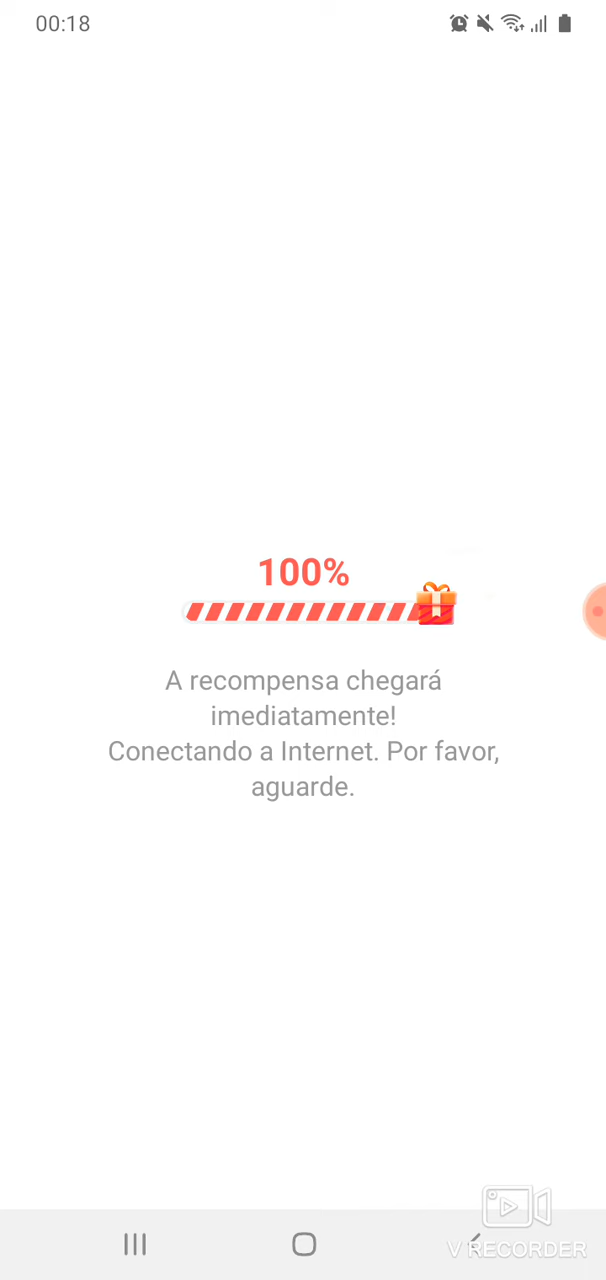 00:18
100%
A recompensa chegará
imediatamente!
Conectando a Internet. Por favor,
aguarde.
V RECORDER